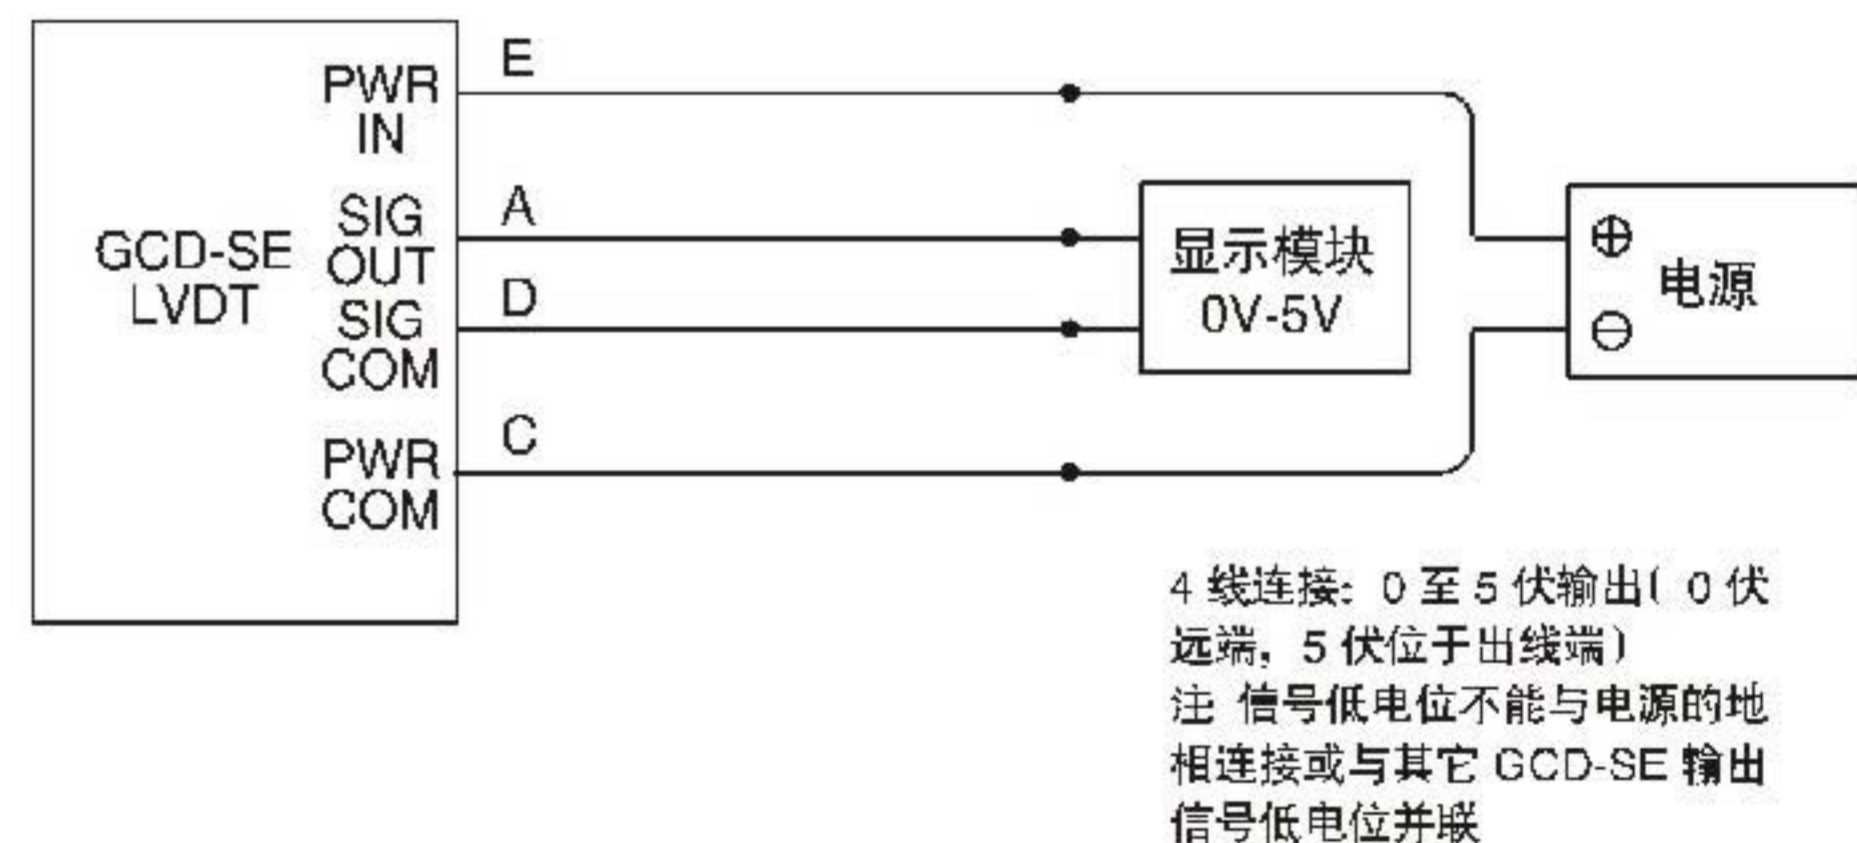 E
PWR
IN
A
SIG
OUT
GCD-SE
LVDT
D
SIG
COM
C
PWR
COM
显示模块
0V-5V
⊕
电源
⊖
4 线连接: 0 至 5 伏输出( 0 伏
远端, 5 伏位于出线端)
注 信号低电位不能与电源的地
相连接或与其它 GCD-SE 输出
信号低电位并联